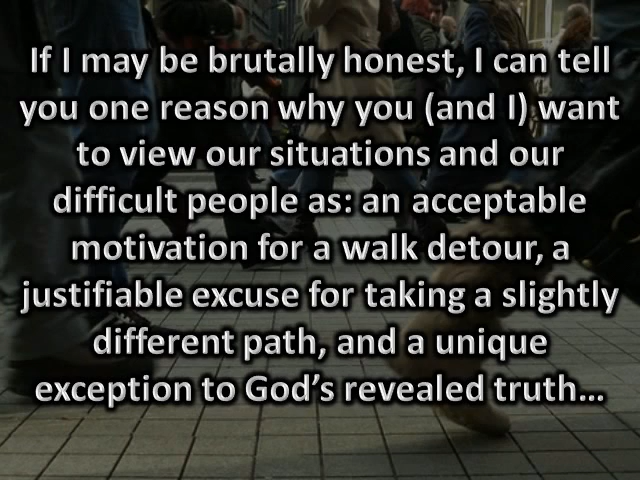 If I may be brutally honest, I can tell
you one reason why you (and I) want
to view our situations and our
difficult people as: an acceptable
motivation for a walk detour, a
justifiable excuse for taking a slightly
different path, and a unique
exception to God’s revealed truth…